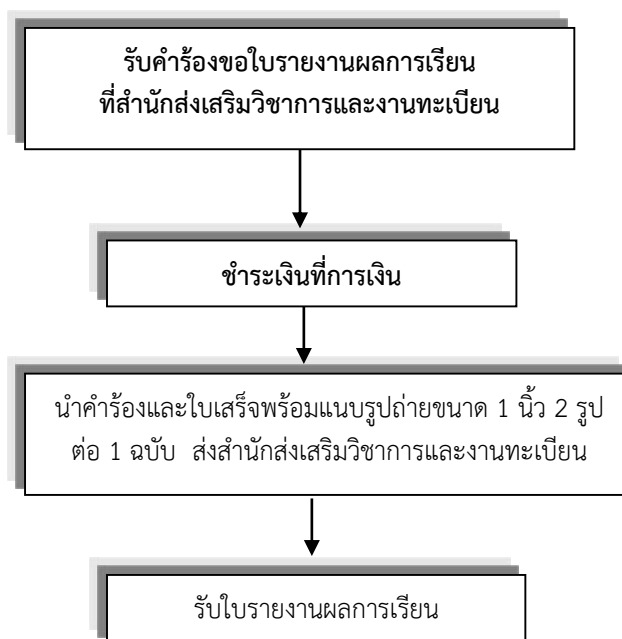 รับคำร้องขอใบรายงานผลการเรียน
ที่สำนักส่งเสริมวิชาการและงานทะเบียน
ชำระเงินที่การเงิน
นำคำร้องและใบเสร็จพร้อมแนบรูปถ่ายขนาด 1 นิ้ว 2 รูป
ต่อ 1 ฉบับ ส่งสำนักส่งเสริมวิชาการและงานทะเบียน
รับใบรายงานผลการเรียน